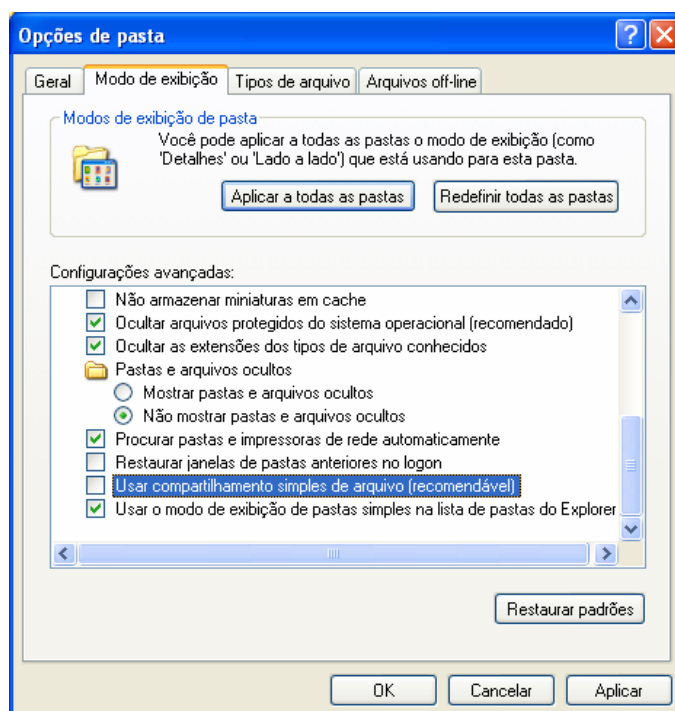 Opções de pasta
Geral
Modo de exibição
Tipos de arquivo
Arquivos off-line
Modos de exibição de pasta
Você pode aplicar a todas as pastas o modo de exibição (como
'Detalhes' ou 'Lado a lado') que está usando para esta pasta.
Aplicar a todas as pastas
Redefinir todas as pastas
Configurações avançadas:
Não armazenar miniaturas em cache
Ocultar arquivos protegidos do sistema operacional (recomendado)
Ocultar as extensões dos tipos de arquivo conhecidos
Pastas e arquivos ocultos
Mostrar pastas e arquivos ocultos
Não mostrar pastas e arquivos ocultos
Procurar pastas e impressoras de rede automaticamente
Restaurar janelas de pastas anteriores no logon
Usar compartilhamento simples de arquivo (recomendável)
Usar o modo de exibição de pastas simples na lista de pastas do Explorer
Restaurar padrões
OK
Cancelar
Aplicar